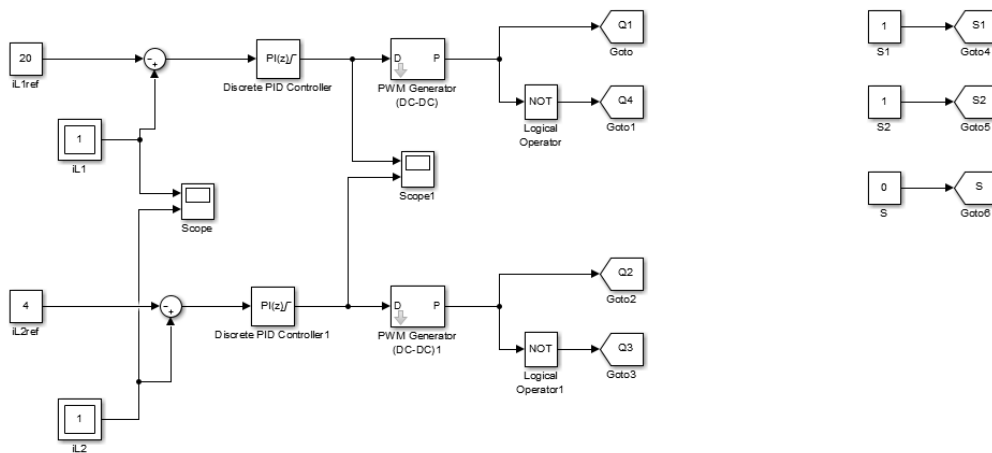 20
iL1ref
-
+
PI(z)
Discrete PID Controller
D
P
PWM Generator
(DC-DC)
Q1
Goto
NOT
Logical
Operator
Q4
Goto1
1
iL1
Scope
Scope1
4
iL2ref
-
+
PI(z)
Discrete PID Controller1
D
P
PWM Generator
(DC-DC)1
Q2
Goto2
NOT
Logical
Operator1
Q3
Goto3
1
iL2
1
S1
S1
Goto4
1
S2
S2
Goto5
0
S
S
Goto6